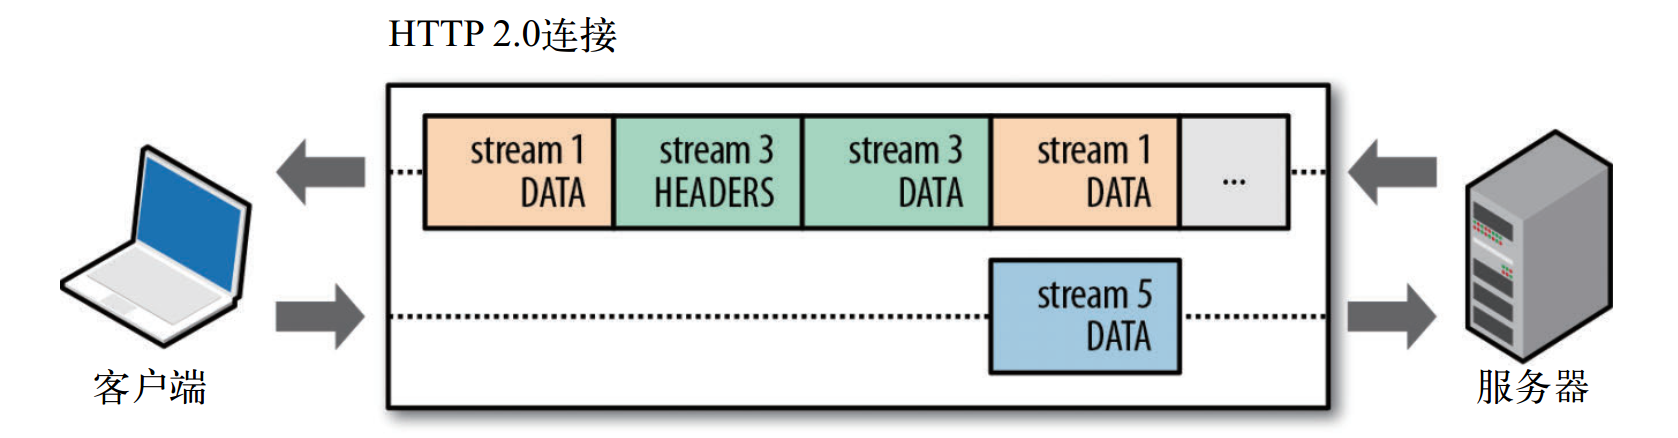 HTTP 2.0连接
stream 1
DATA
stream 3
HEADERS
stream 3
DATA
stream 1
DATA
...
stream 5
DATA
客户端
服务器